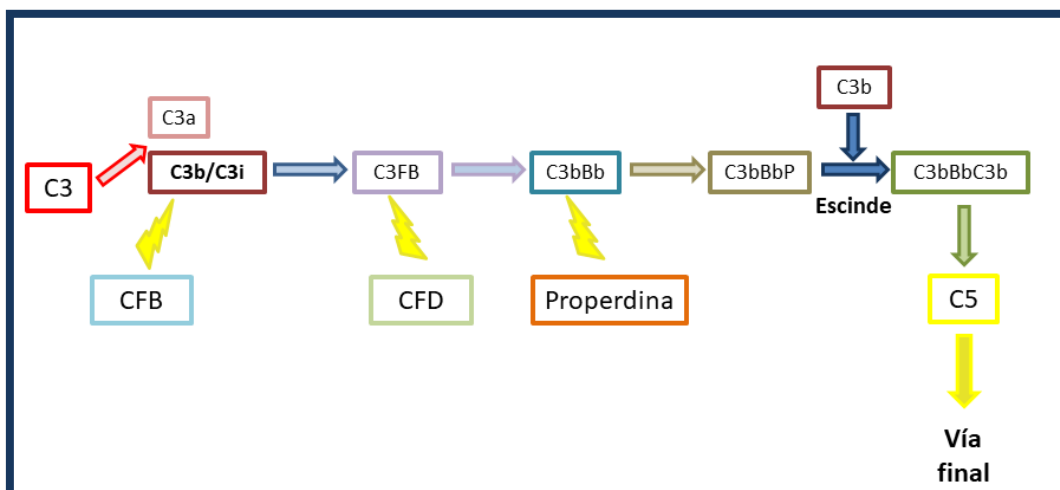 C3b
C3a
C3
C3b/C3i
C3FB
C3bBb
C3bBbP
C3bBbC3b
Escinde
CFB
CFD
Properdina
C5
Vía
final